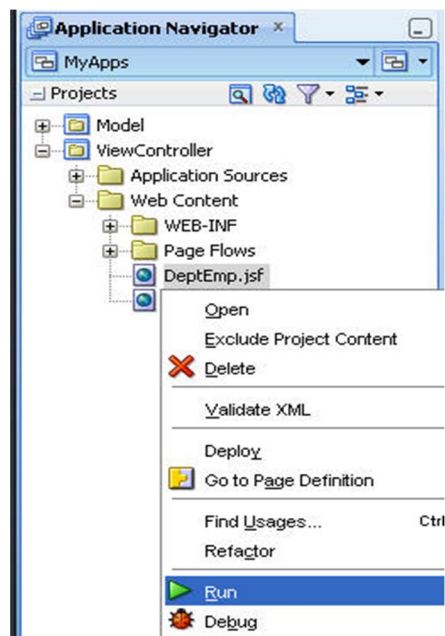 Application Navigator
MyApps
Projects
Model
ViewController
Application Sources
Web Content
WEB-INF
Page Flows
DeptEmp.jsf
Open
Exclude Project Content
Delete
Validate XML
Deploy
Go to Page Definition
Find Usages... Ctrl
Refactor
Run
Debug